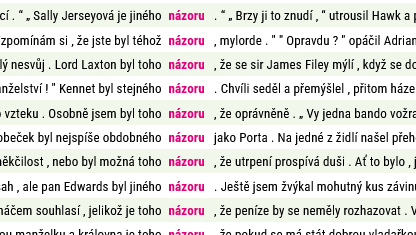 cí . “ „ Sally Jerseyová je jiného názoru . “ „ Brzy ji to znudí , “ utrousil Hawk a p
zpomínám si , že jste byl téhož názoru , mylorde . " " Opravdu ? " opáčil Adrian
lý nesvůj . Lord Laxton byl toho názoru , že se sir James Filey mýlí , když se do
nželství ! " Kennet byl stejného názoru . Chvíli seděl a přemýšlel , přitom háze
vzteku . Osobně jsem byl toho názoru , že oprávněně . „ Vy jedna bando vožra
obeček byl nejspíše obdobného názoru jako Porta . Na jedné z židlí našel přeh
ěkčilost , nebo byl možná toho názoru , že utrpení prospívá duši . Ať to bylo , j
sah , ale pan Edwards byl jiného názoru . Ještě jsem žvýkal mohutný kus závinu
náčem souhlasí , jelikož je toho názoru , že peníze by se neměly rozhazovat . V
ou manželku a královna je toho názoru , že pokud se má stát dobrou vladařkou